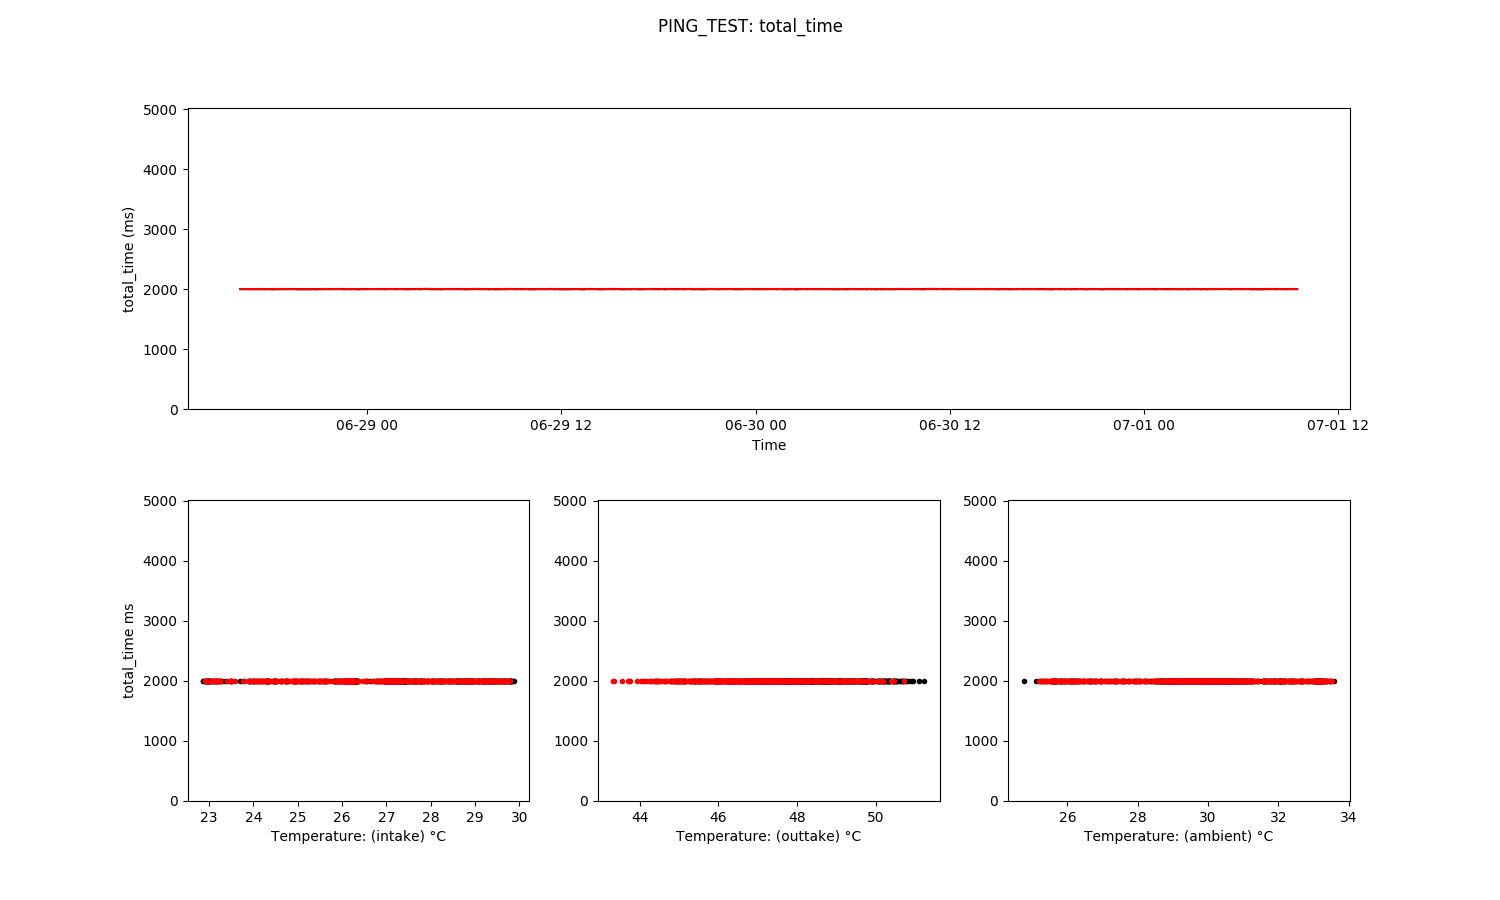 PING_TEST: total_time
5000
4000
3000
2000
1000
0
total_time (ms)
06-29 00 06-29 12 06-30 00 06-30 12 07-01 00 07-01 12
Time
5000 5000 5000
4000 4000 4000
3000 3000 3000
2000 2000 2000
1000 1000 1000
0 0 0
total_time ms
23 24 25 26 27 28 29 30 44 46 48 50 26 28 30 32 34
Temperature: (intake) °C Temperature: (outtake) °C Temperature: (ambient) °C